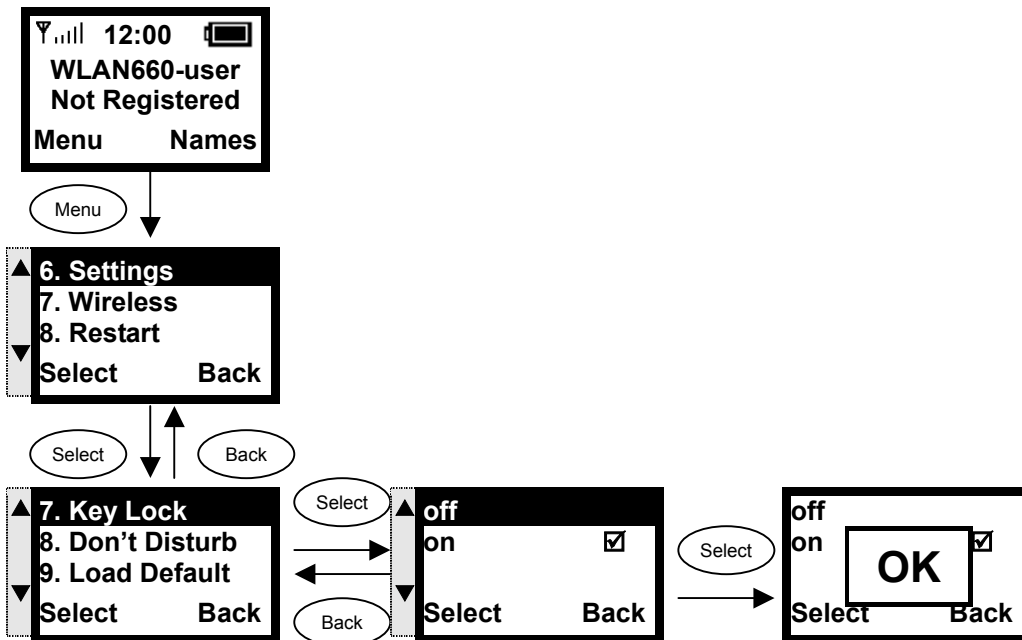 12:00
WLAN660-user
Not Registered
Menu Names
Menu
6. Settings
7. Wireless
8. Restart
Select Back
Select
Back
7. Key Lock
8. Don't Disturb
9. Load Default
Select Back
Select
Back
off
on
Select Back
Select
off
on
OK
Select Back